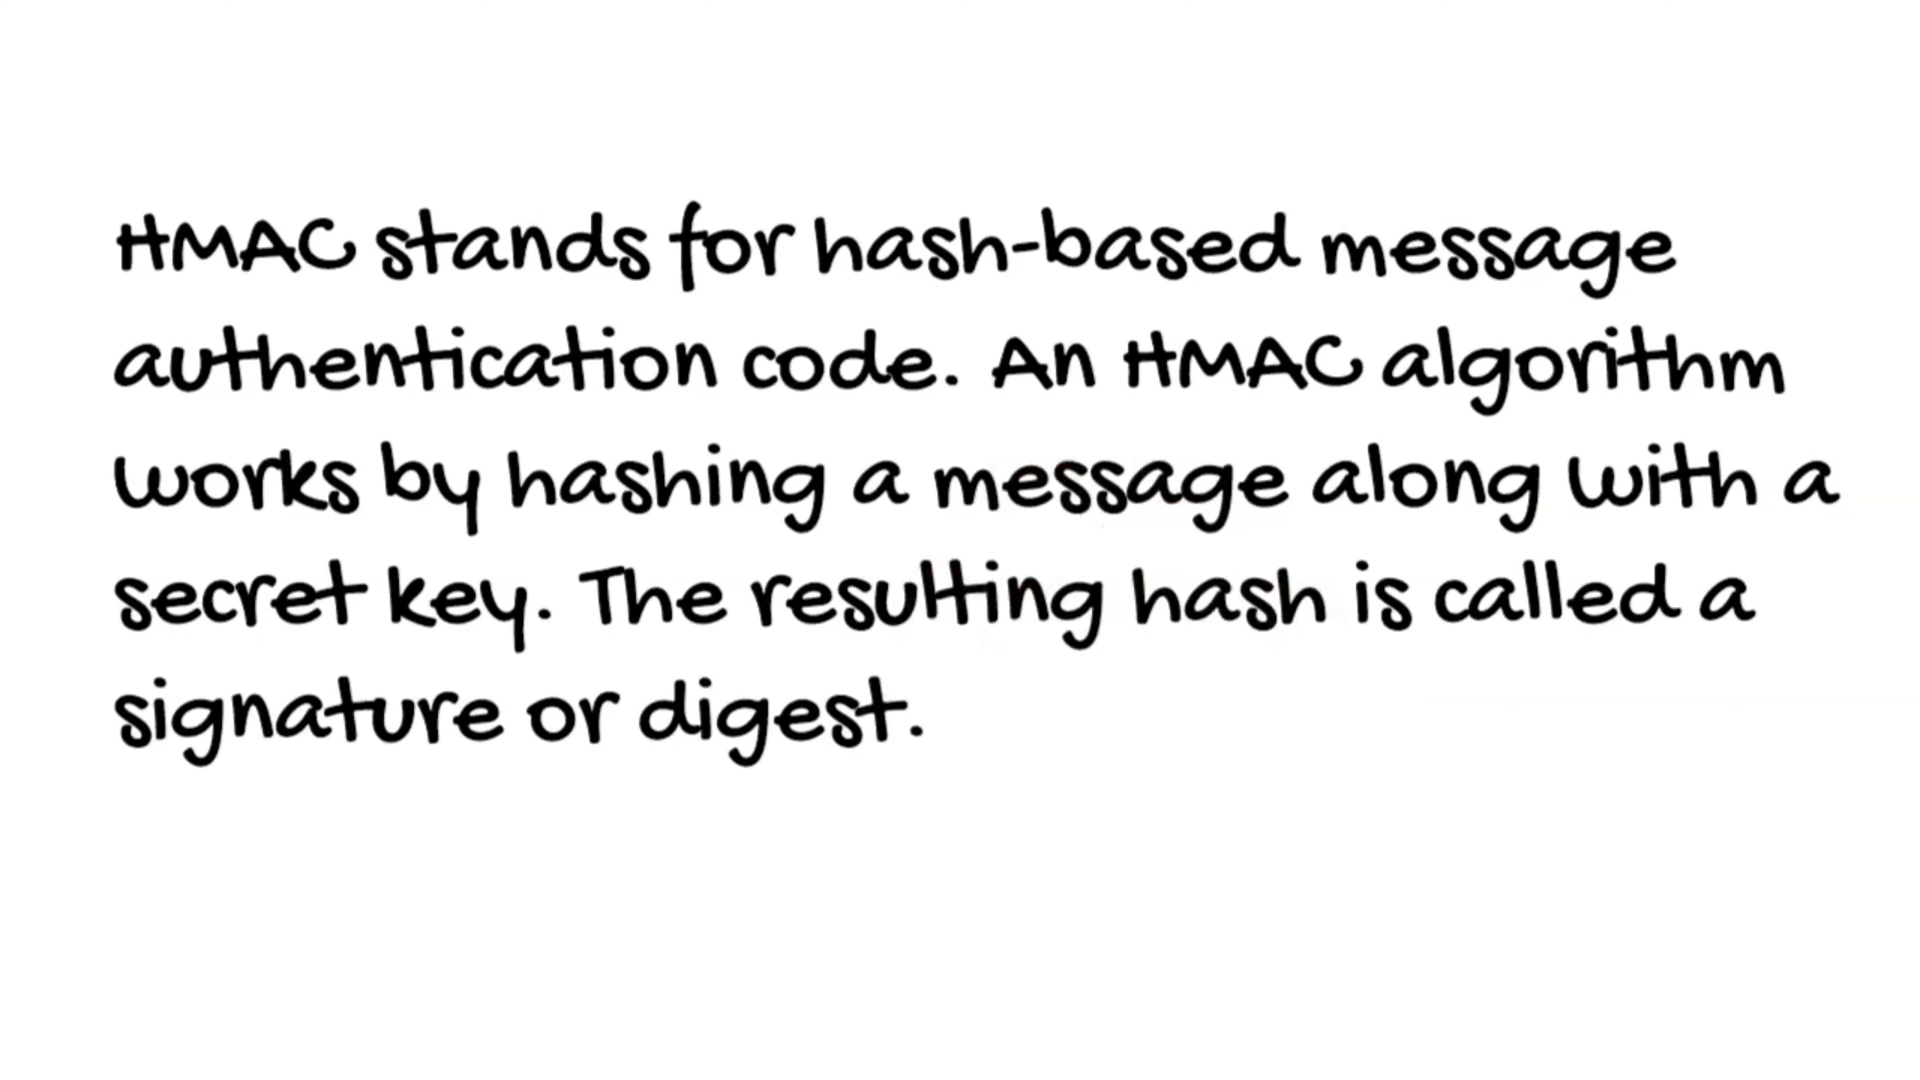 HMAC stands for hash-based message
authentication code. An HMAC algorithm
works by hashing a message along with a
secret key. The resulting hash is called a
signature or digest.